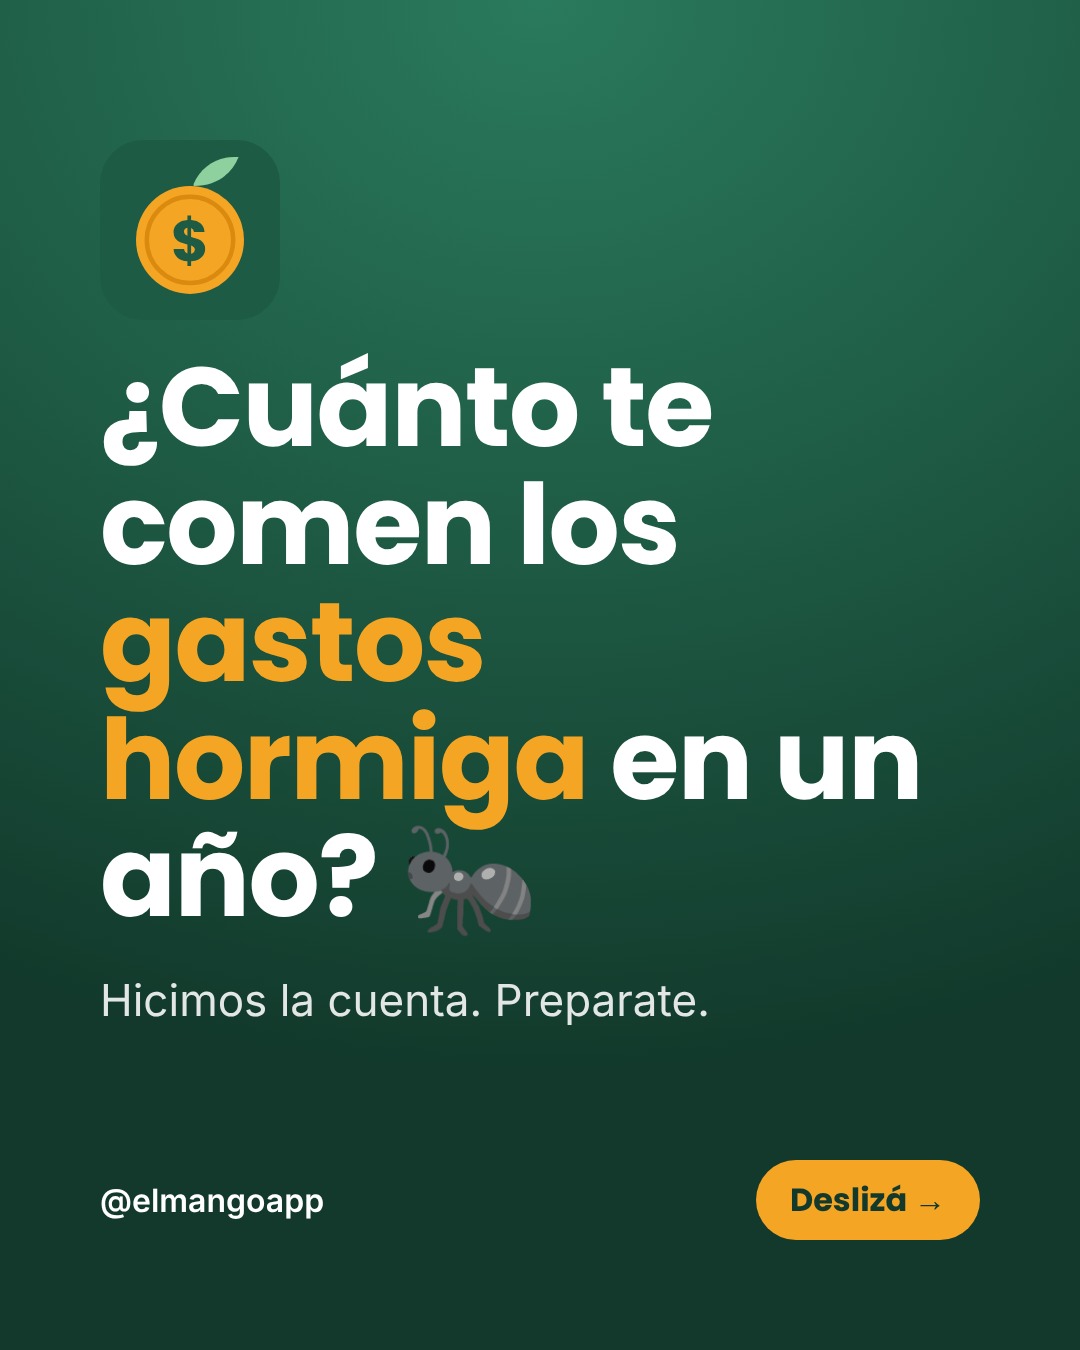 $
¿Cuánto te
comen los
gastos
hormiga en un
año? 🐜
Hicimos la cuenta. Preparate.
@elmangoapp
Deslizá →